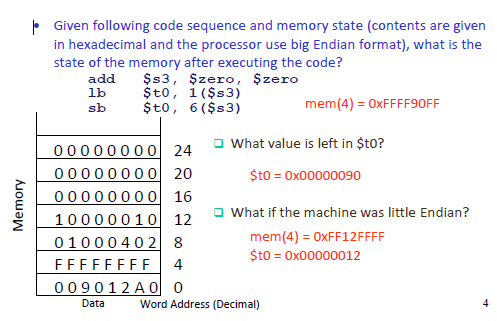 • Given following code sequence and memory state (contents are given
in hexadecimal and the processor use big Endian format), what is the
state of the memory after executing the code?
add $s3, $zero, $zero
lb $t0, 1($s3)
sb $t0, 6($s3)
mem(4) = 0xFFFF90FF
What value is left in $t0?
$t0 = 0x00000090
What if the machine was little Endian?
mem(4) = 0xFF12FFFF
$t0 = 0x00000012
Memory
00000000 24
00000000 20
00000000 16
10000010 12
01000402 8
FFFFFFFF 4
009012A0 0
Data Word Address (Decimal)
4